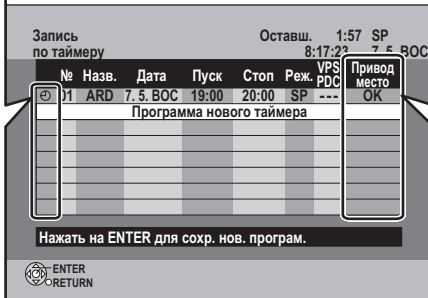 Запись Оставш. 1:57 SP
по таймеру 8:17:23 7. 5. ВОС
№ Назв. Дата Пуск Стоп Реж. VPS PDC Привод место
01 ARD 7. 5. ВОС 19:00 20:00 SP --- OK
Программа нового таймера
Нажать на ENTER для сохр. нов. програм.
ENTER
RETURN